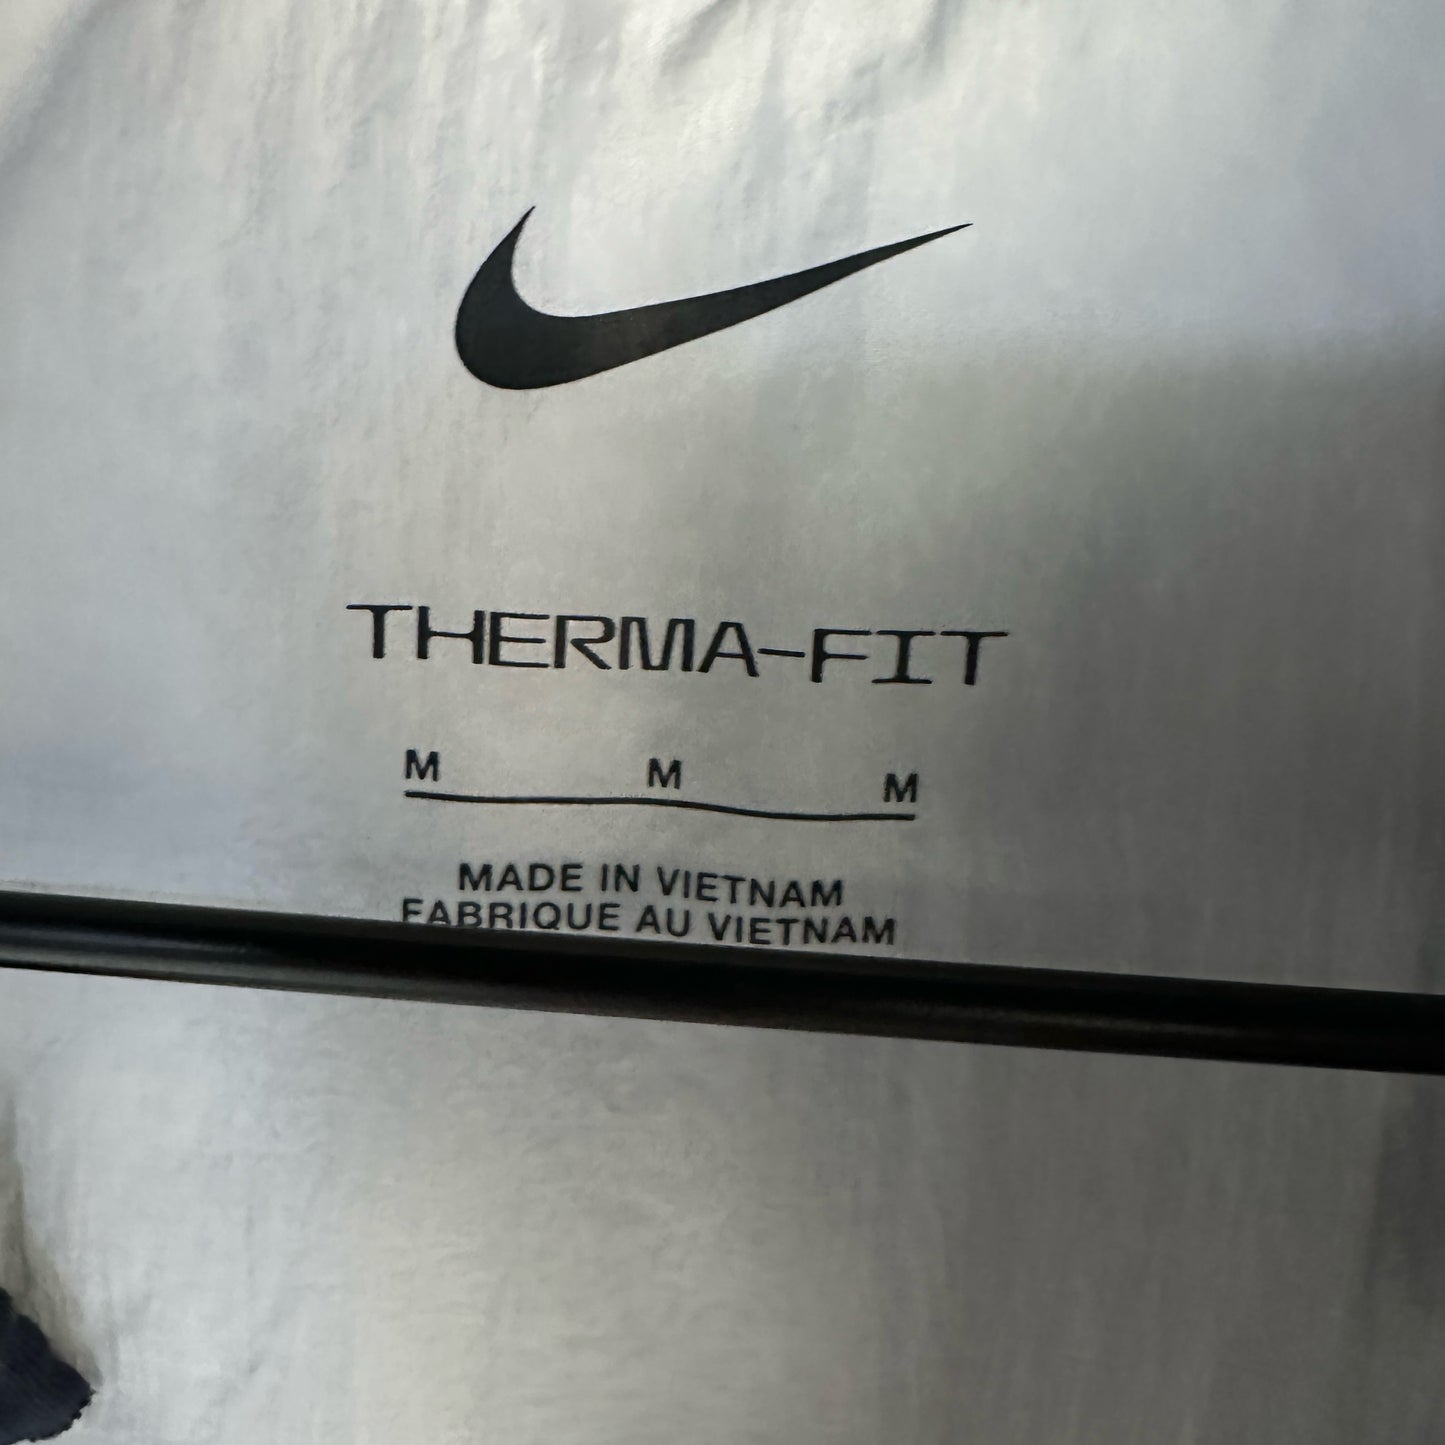 THERMA-FIT
M M M
MADE IN VIETNAM
FABRIQUE AU VIETNAM